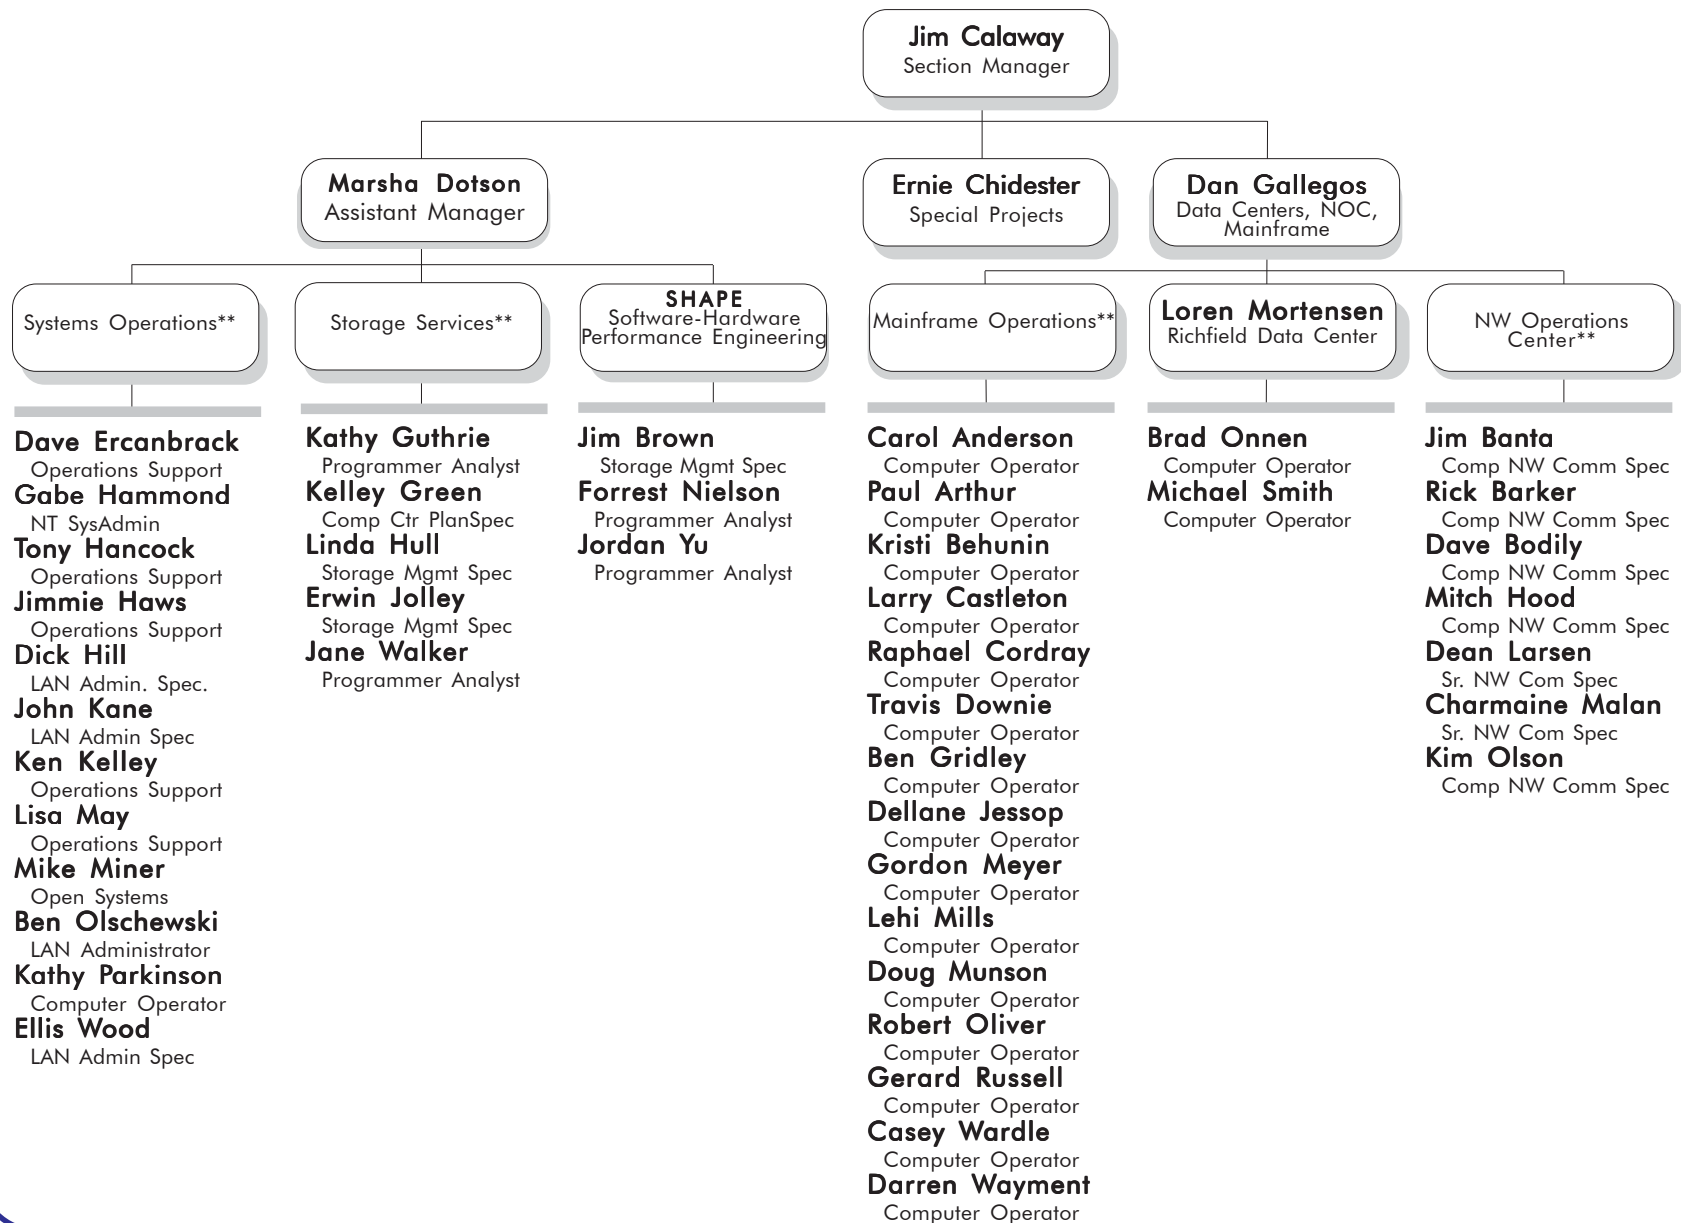 Jim Calaway
Section Manager
Marsha Dotson
Assistant Manager
Ernie Chidester
Special Projects
Dan Gallegos
Data Centers, NOC,
Mainframe
Systems Operations**
Storage Services**
SHAPE
Software-Hardware
Performance Engineering
Mainframe Operations**
Loren Mortensen
Richfield Data Center
NW Operations
Center**
Dave Ercanbrack
Operations Support
Gabe Hammond
NT SysAdmin
Tony Hancock
Operations Support
Jimmie Haws
Operations Support
Dick Hill
LAN Admin. Spec.
John Kane
LAN Admin Spec
Ken Kelley
Operations Support
Lisa May
Operations Support
Mike Miner
Open Systems
Ben Olschewski
LAN Administrator
Kathy Parkinson
Computer Operator
Ellis Wood
LAN Admin Spec
Kathy Guthrie
Programmer Analyst
Kelley Green
Comp Ctr PlanSpec
Linda Hull
Storage Mgmt Spec
Erwin Jolley
Storage Mgmt Spec
Jane Walker
Programmer Analyst
Jim Brown
Storage Mgmt Spec
Forrest Nielson
Programmer Analyst
Jordan Yu
Programmer Analyst
Carol Anderson
Computer Operator
Paul Arthur
Computer Operator
Kristi Behunin
Computer Operator
Larry Castleton
Computer Operator
Raphael Cordray
Computer Operator
Travis Downie
Computer Operator
Ben Gridley
Computer Operator
Dellane Jessop
Computer Operator
Gordon Meyer
Computer Operator
Lehi Mills
Computer Operator
Doug Munson
Computer Operator
Robert Oliver
Computer Operator
Gerard Russell
Computer Operator
Casey Wardle
Computer Operator
Darren Wayment
Computer Operator
Brad Onnen
Computer Operator
Michael Smith
Computer Operator
Jim Banta
Comp NW Comm Spec
Rick Barker
Comp NW Comm Spec
Dave Bodily
Comp NW Comm Spec
Mitch Hood
Comp NW Comm Spec
Dean Larsen
Sr. NW Com Spec
Charmaine Malan
Sr. NW Com Spec
Kim Olson
Comp NW Comm Spec